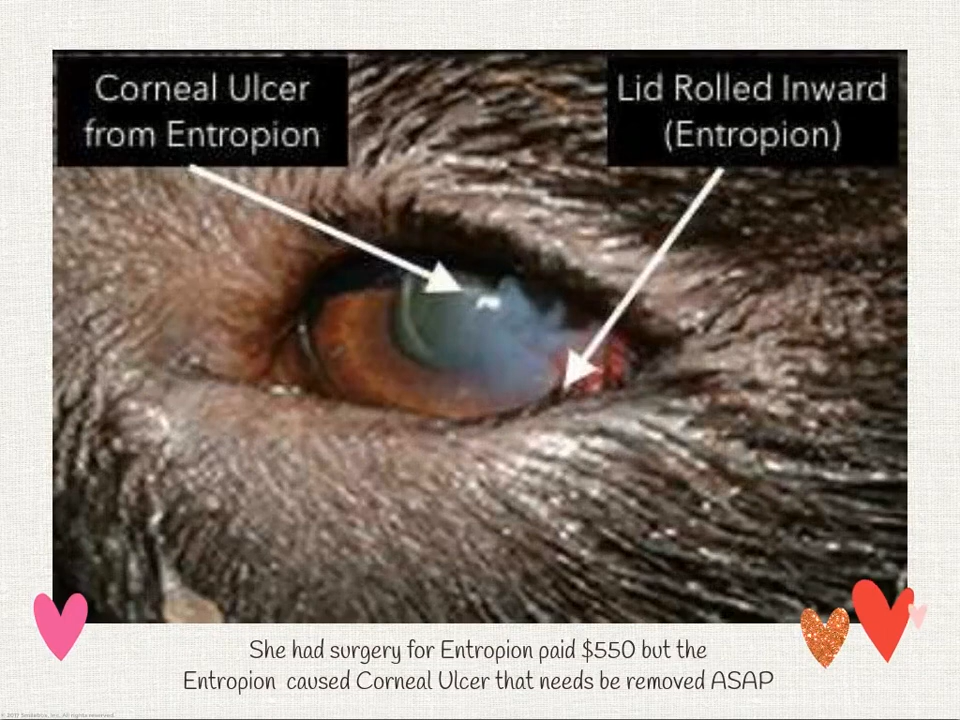 Corneal Ulcer
from Entropion
Lid Rolled Inward
(Entropion)
She had surgery for Entropion paid $550 but the
Entropion caused Corneal Ulcer that needs be removed ASAP